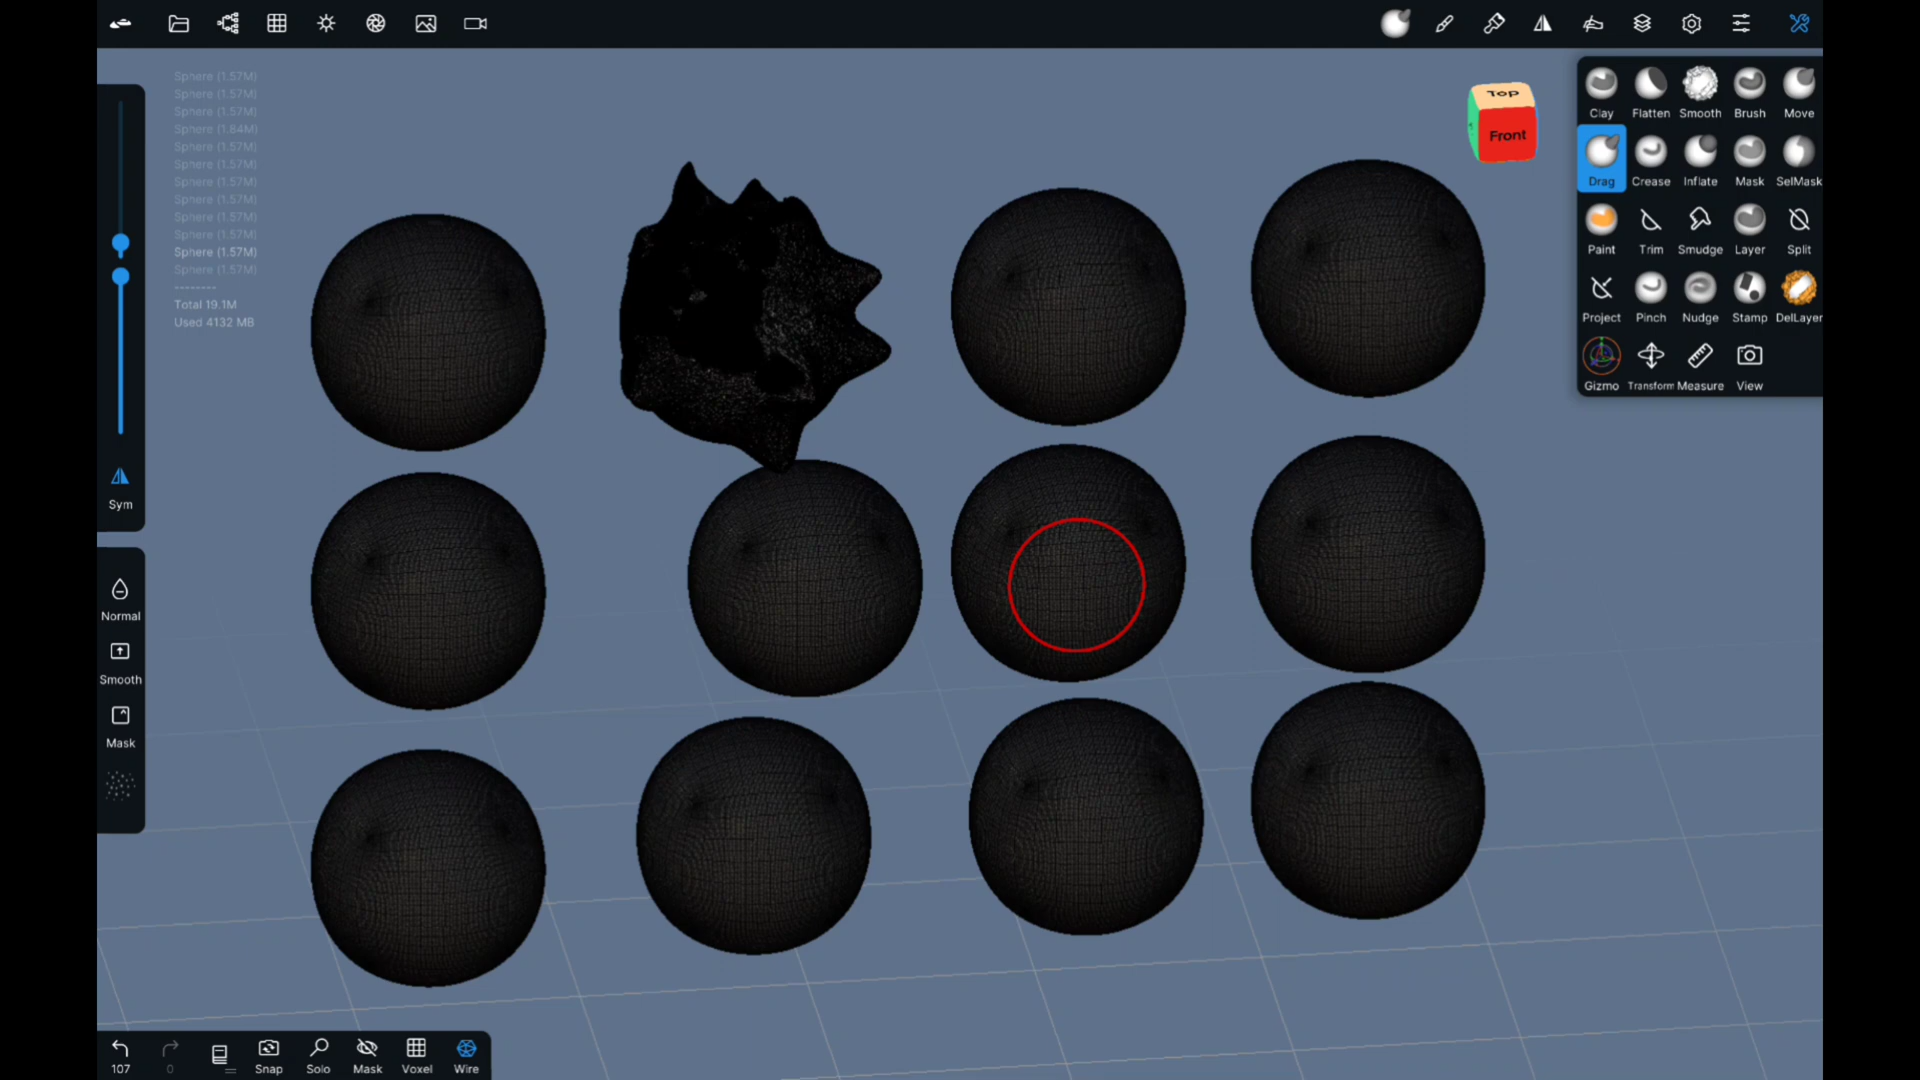 Sphere (1.57M)
Sphere (1.57M)
Sphere (1.57M)
Sphere (1.84M)
Sphere (1.57M)
Sphere (1.57M)
Sphere (1.57M)
Sphere (1.57M)
Sphere (1.57M)
Sphere (1.57M)
Sphere (1.57M)
Sphere (1.57M)
--------
Total 19.1M
Used 4132 MB
Top
Front
Clay Flatten Smooth Brush Move
Drag Crease Inflate Mask SelMask
Paint Trim Smudge Layer Split
Project Pinch Nudge Stamp DelLayer
Gizmo Transform Measure View
Sym
Normal
Smooth
Mask
107 0 Snap Solo Mask Voxel Wire